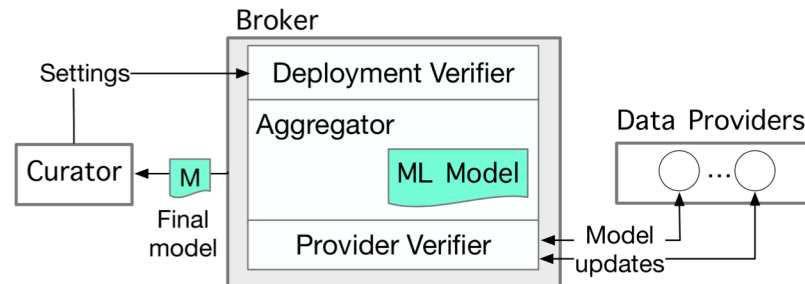 Broker
Settings
Deployment Verifier
Aggregator
Data Providers
Curator
M
ML Model
...
Final
model
Provider Verifier
Model
updates